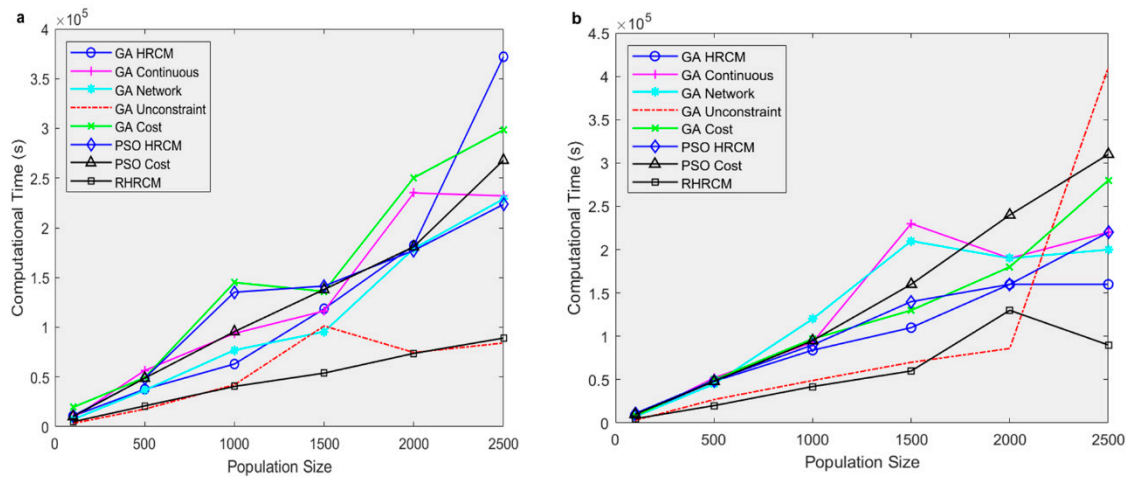 a
×10⁵
4
3.5
3
2.5
2
1.5
1
0.5
0
Computational Time (s)
GA HRCM
GA Continuous
GA Network
GA Unconstraint
GA Cost
PSO HRCM
PSO Cost
RHRCM
0 500 1000 1500 2000 2500
Population Size
b
×10⁵
4.5
4
3.5
3
2.5
2
1.5
1
0.5
0
Computational Time (s)
GA HRCM
GA Continuous
GA Network
GA Unconstraint
GA Cost
PSO HRCM
PSO Cost
RHRCM
0 500 1000 1500 2000 2500
Population Size